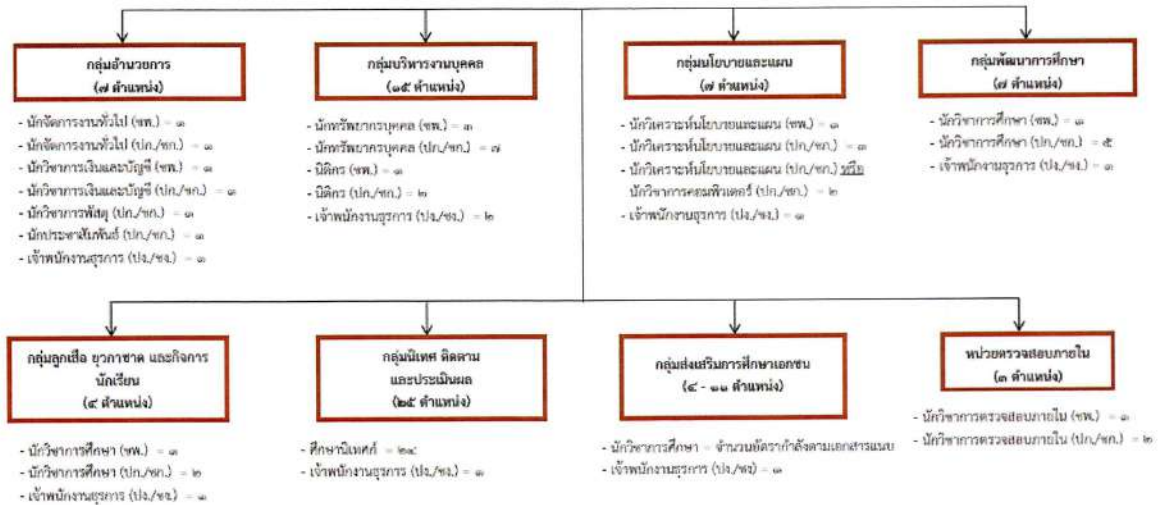 กลุ่มอำนวยการ
(๗ ตำแหน่ง)
- นักจัดการงานทั่วไป (ชพ.) = ๑
- นักจัดการงานทั่วไป (ปก./ชก.) = ๑
- นักวิชาการเงินและบัญชี (ชพ.) = ๑
- นักวิชาการเงินและบัญชี (ปก./ชก.) = ๑
- นักวิชาการพัสดุ (ปก./ชก.) = ๑
- นักประชาสัมพันธ์ (ปก./ชก.) = ๑
- เจ้าพนักงานธุรการ (ปง./ชง.) = ๑
กลุ่มบริหารงานบุคคล
(๑๕ ตำแหน่ง)
- นักทรัพยากรบุคคล (ชพ.) = ๓
- นักทรัพยากรบุคคล (ปก./ชก.) = ๗
- นิติกร (ชพ.) = ๑
- นิติกร (ปก./ชก.) = ๒
- เจ้าพนักงานธุรการ (ปง./ชง.) = ๒
กลุ่มนโยบายและแผน
(๗ ตำแหน่ง)
- นักวิเคราะห์นโยบายและแผน (ชพ.) = ๑
- นักวิเคราะห์นโยบายและแผน (ปก./ชก.) = ๓
- นักวิเคราะห์นโยบายและแผน (ปก./ชก.) หรือ
นักวิชาการคอมพิวเตอร์ (ปก./ชก.) = ๒
- เจ้าพนักงานธุรการ (ปง./ชง.) = ๑
กลุ่มพัฒนาการศึกษา
(๗ ตำแหน่ง)
- นักวิชาการศึกษา (ชพ.) = ๑
- นักวิชาการศึกษา (ปก./ชก.) = ๕
- เจ้าพนักงานธุรการ (ปง./ชง.) = ๑
กลุ่มลูกเสือ ยุวกาชาด และกิจการ
นักเรียน
(๔ ตำแหน่ง)
- นักวิชาการศึกษา (ชพ.) = ๑
- นักวิชาการศึกษา (ปก./ชก.) = ๒
- เจ้าพนักงานธุรการ (ปง./ชง.) = ๑
กลุ่มนิเทศ ติดตาม
และประเมินผล
(๒๕ ตำแหน่ง)
- ศึกษานิเทศก์ = ๒๔
- เจ้าพนักงานธุรการ (ปง./ชง.) = ๑
กลุ่มส่งเสริมการศึกษาเอกชน
(๔ - ๑๑ ตำแหน่ง)
- นักวิชาการศึกษา = จำนวนอัตรากำลังตามเอกสารแนบ
- เจ้าพนักงานธุรการ (ปง./ชง) = ๑
หน่วยตรวจสอบภายใน
(๓ ตำแหน่ง)
- นักวิชาการตรวจสอบภายใน (ชพ.) = ๑
- นักวิชาการตรวจสอบภายใน (ปก./ชก.) = ๒